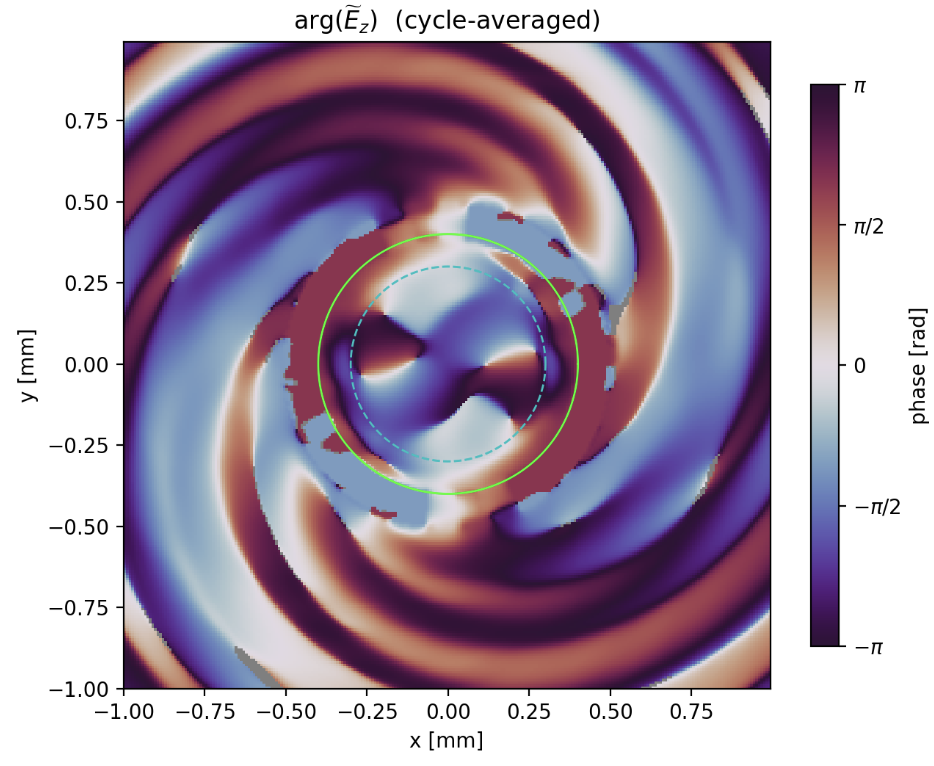 arg(Ẽz) (cycle-averaged)
y [mm]
0.75
0.50
0.25
0.00
−0.25
−0.50
−0.75
−1.00
−1.00 −0.75 −0.50 −0.25 0.00 0.25 0.50 0.75
x [mm]
π
π/2
0
−π/2
−π
phase [rad]